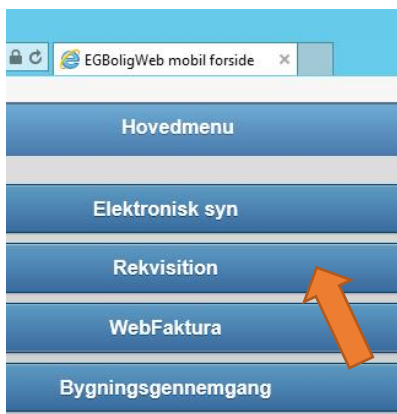 EGBoligWeb mobil forside
Hovedmenu
Elektronisk syn
Rekvisition
WebFaktura
Bygningsgennemgang